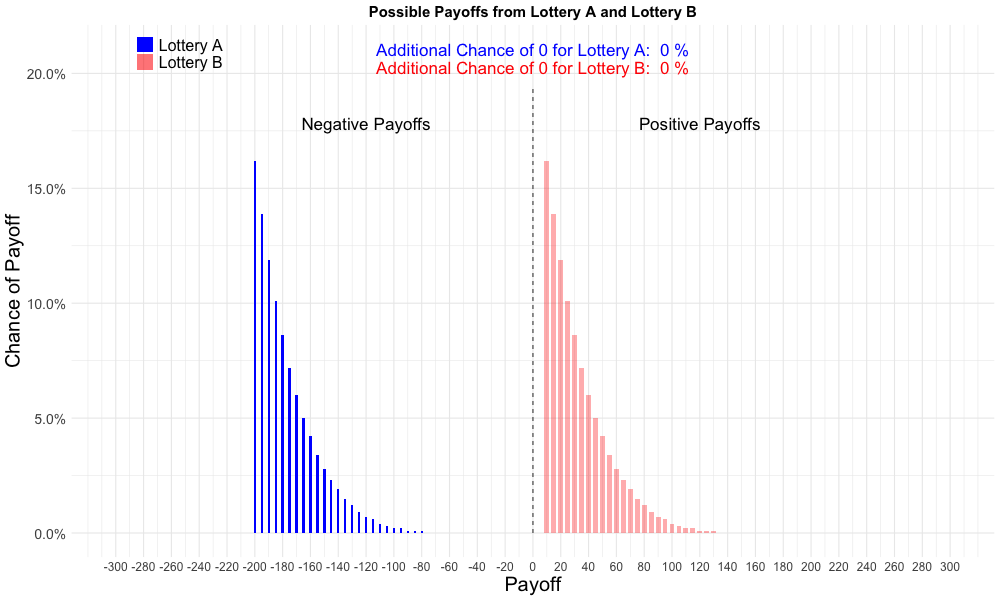 Possible Payoffs from Lottery A and Lottery B
Lottery A
Lottery B
Additional Chance of 0 for Lottery A:  0 %
Additional Chance of 0 for Lottery B:  0 %
Negative Payoffs
Positive Payoffs
Chance of Payoff
20.0%
15.0%
10.0%
5.0%
0.0%
-300 -280 -260 -240 -220 -200 -180 -160 -140 -120 -100 -80 -60 -40 -20 0 20 40 60 80 100 120 140 160 180 200 220 240 260 280 300
Payoff